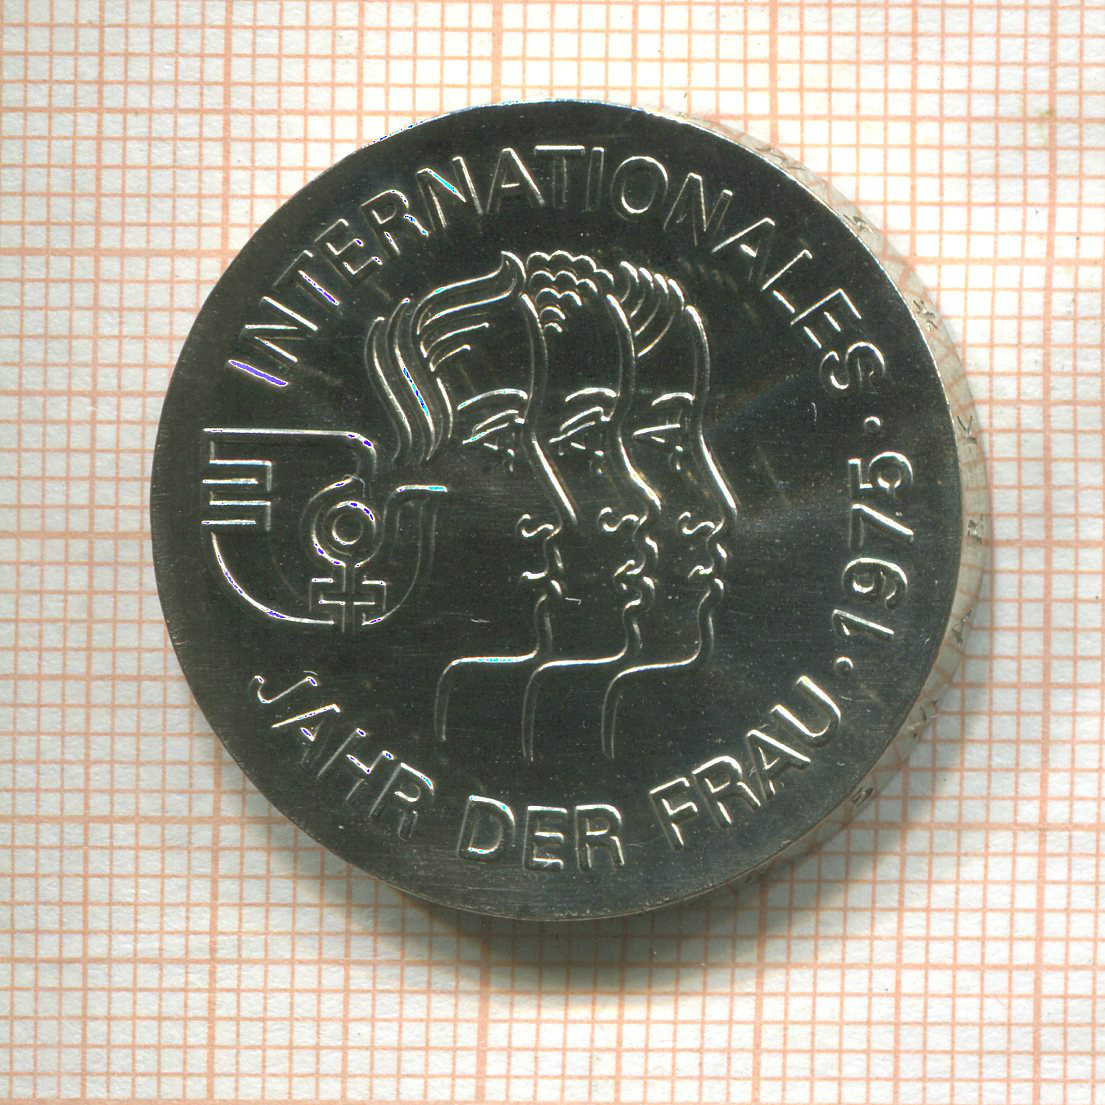 INTERNATIONALES
JAHR DER FRAU · 1975 ·